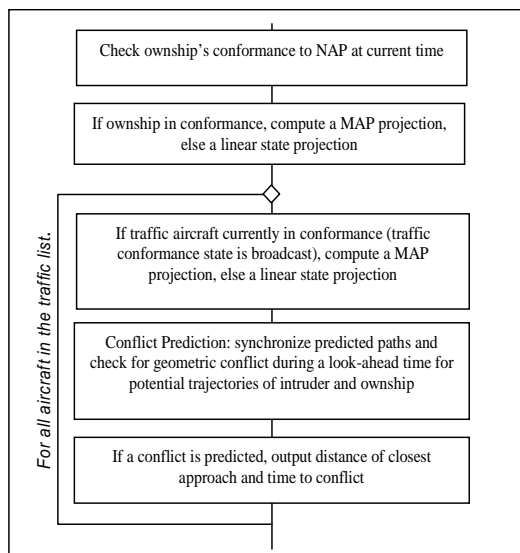 Check ownship's conformance to NAP at current time
If ownship in conformance, compute a MAP projection,
else a linear state projection
For all aircraft in the traffic list.
If traffic aircraft currently in conformance (traffic
conformance state is broadcast), compute a MAP
projection, else a linear state projection
Conflict Prediction: synchronize predicted paths and
check for geometric conflict during a look-ahead time for
potential trajectories of intruder and ownship
If a conflict is predicted, output distance of closest
approach and time to conflict